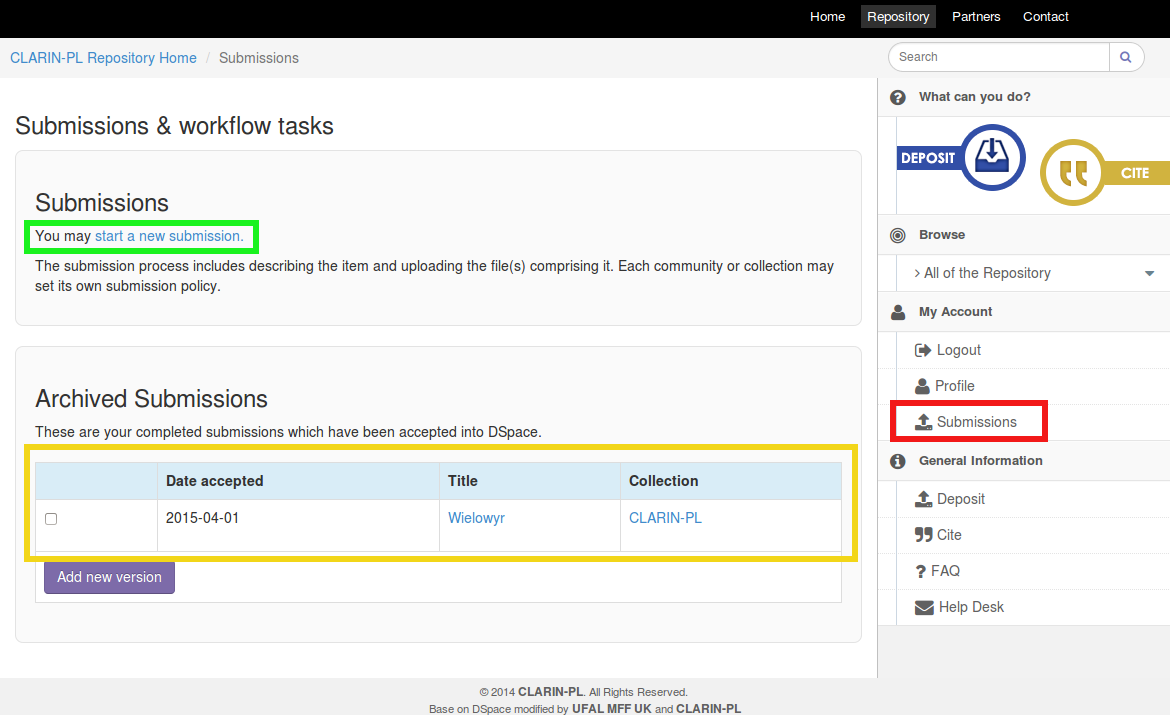 Home Repository Partners Contact
CLARIN-PL Repository Home / Submissions
Search
Submissions & workflow tasks
Submissions
You may start a new submission.
The submission process includes describing the item and uploading the file(s) comprising it. Each community or collection may
set its own submission policy.
Archived Submissions
These are your completed submissions which have been accepted into DSpace.
Date accepted Title Collection
2015-04-01 Wielowyr CLARIN-PL
Add new version
What can you do?
DEPOSIT
CITE
Browse
› All of the Repository
My Account
Logout
Profile
Submissions
General Information
Deposit
Cite
FAQ
Help Desk
© 2014 CLARIN-PL. All Rights Reserved.
Base on DSpace modified by UFAL MFF UK and CLARIN-PL